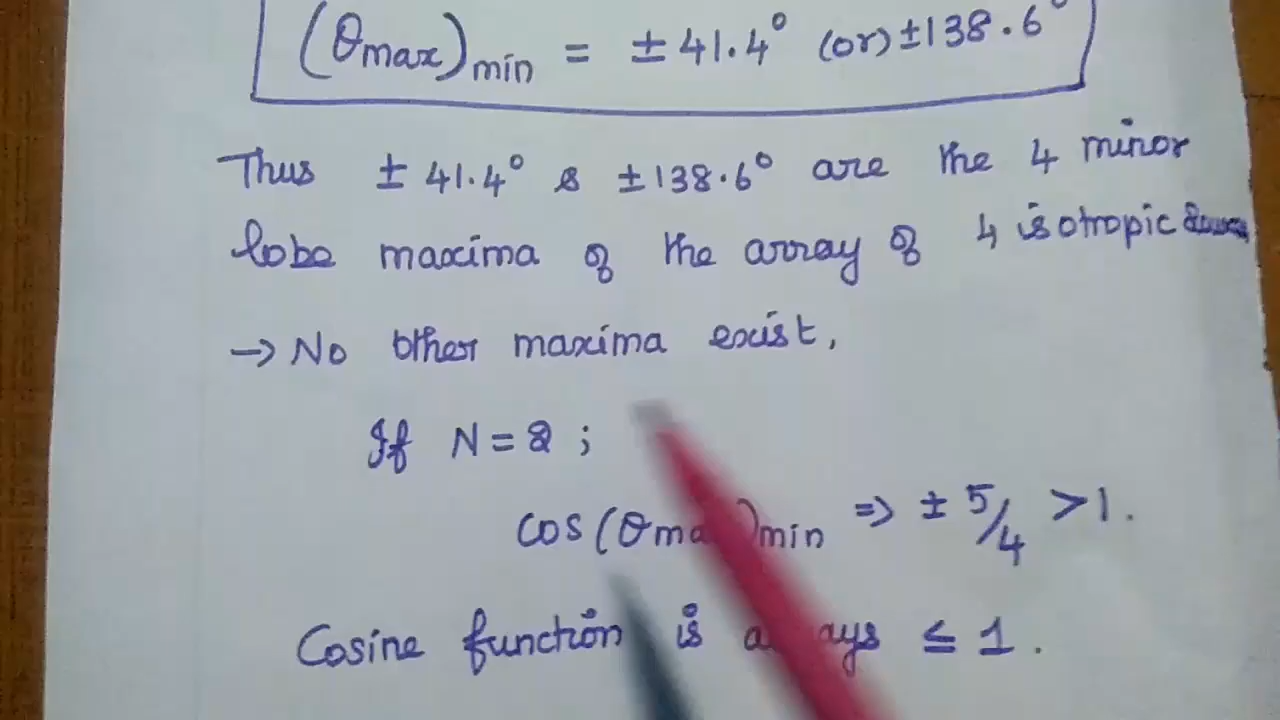 (θmax)min = ± 41.4° (or) ±138.6°
Thus ± 41.4° & ±138.6° are the 4 minor
lobe maxima of the array of 4 isotropic
→ No other maxima exist.
If N = 2 ;
cos(θma )min => ± 5/4 > 1.
Cosine function is a ays ≤ 1.